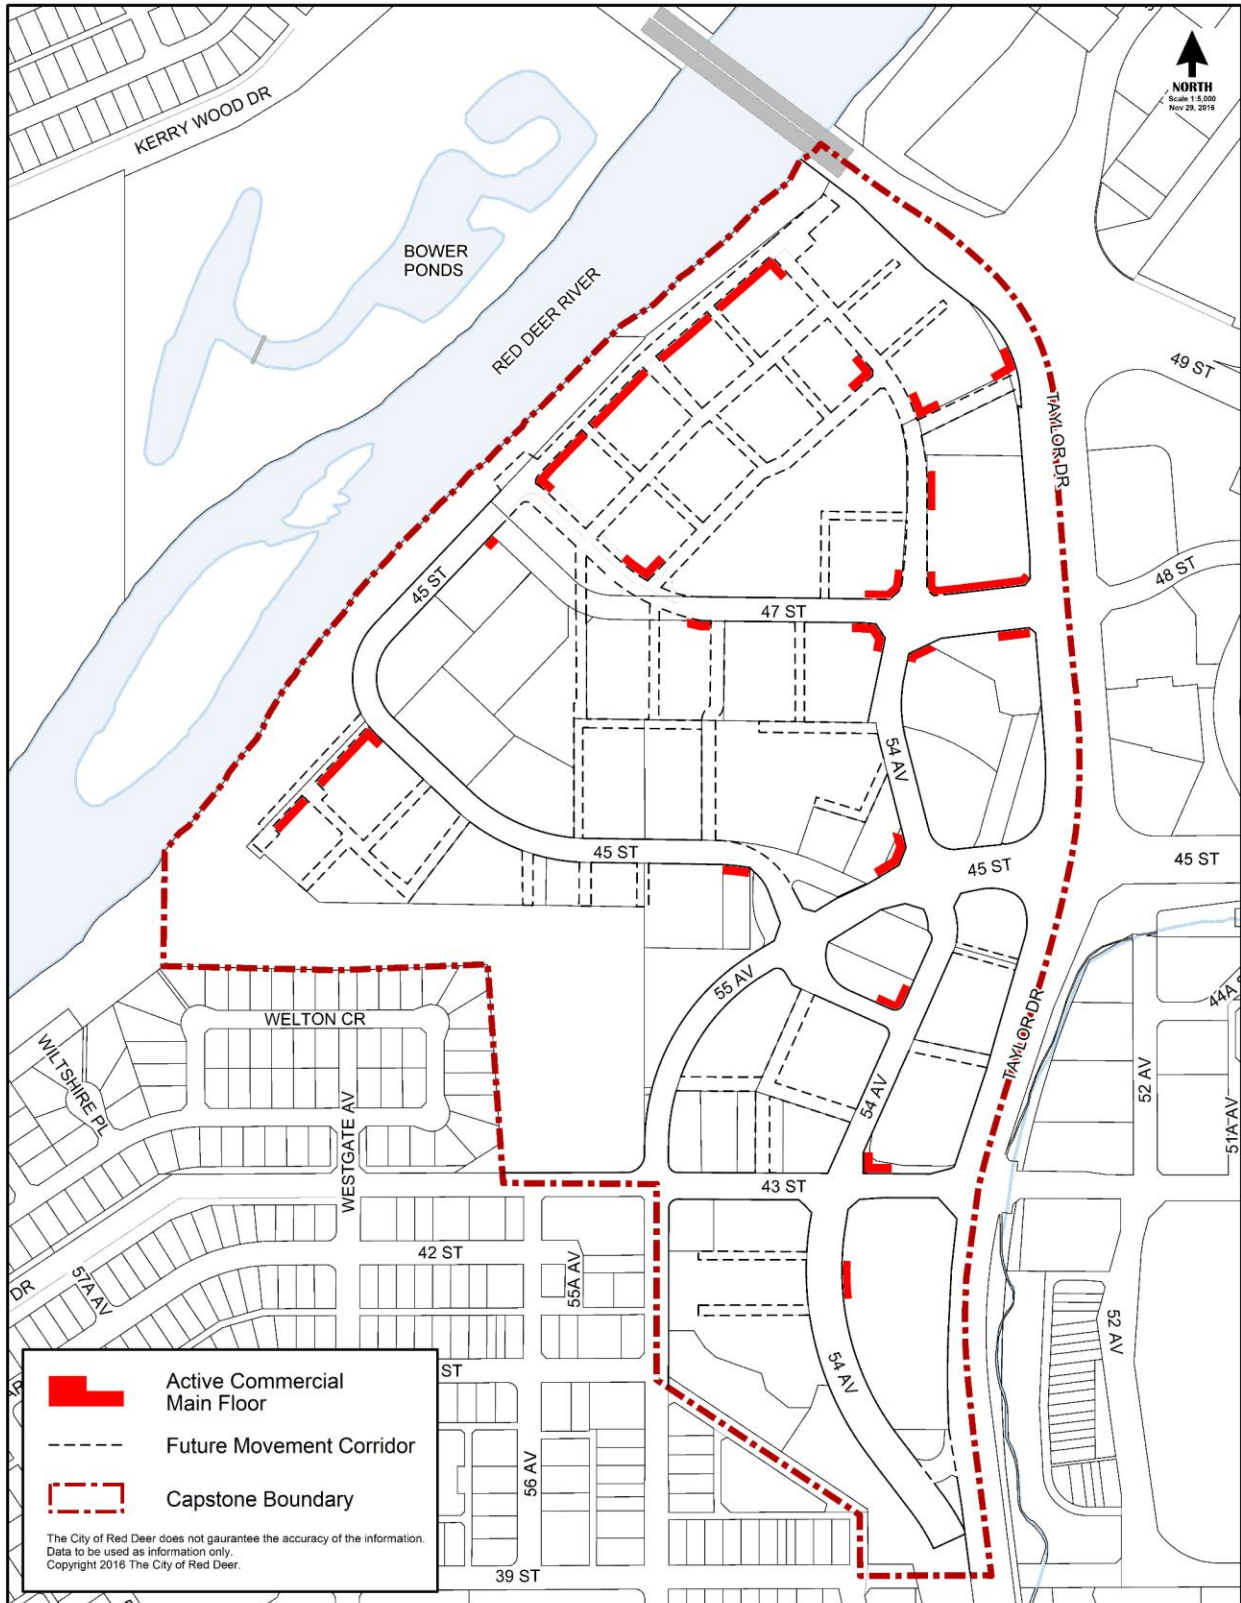 NORTH
Scale 1:5,000
Nov 29, 2016
KERRY WOOD DR
BOWER
PONDS
RED DEER RIVER
49 ST
TAYLOR DR
48 ST
45 ST
47 ST
54 AV
45 ST
45 ST
45 ST
55 AV
44A
WELTON CR
WILTSHIRE PL
WESTGATE AV
TAYLOR DR
54 AV
52 AV
51A AV
43 ST
42 ST
55A AV
57A AV
DR
52 AV
54 AV
ST
56 AV
39 ST
Active Commercial
Main Floor
Future Movement Corridor
Capstone Boundary
The City of Red Deer does not gaurantee the accuracy of the information.
Data to be used as information only.
Copyright 2016 The City of Red Deer.